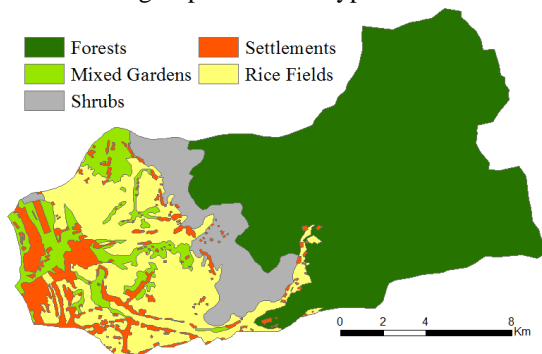 Forests
Settlements
Mixed Gardens
Rice Fields
Shrubs
0 2 4 8
Km